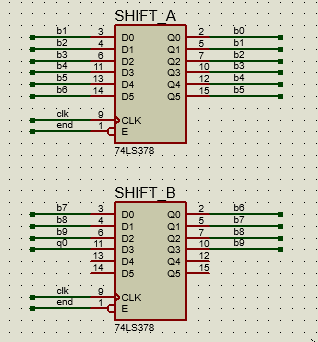 SHIFT_A
b1 3 D0 Q0 2 b0
b2 4 D1 Q1 5 b1
b3 6 D2 Q2 7 b2
b4 11 D3 Q3 10 b3
b5 13 D4 Q4 12 b4
b6 14 D5 Q5 15 b5
clk 9 CLK
end 1 E
74LS378
SHIFT_B
b7 3 D0 Q0 2 b6
b8 4 D1 Q1 5 b7
b9 6 D2 Q2 7 b8
q0 11 D3 Q3 10 b9
13 D4 Q4 12
14 D5 Q5 15
clk 9 CLK
end 1 E
74LS378